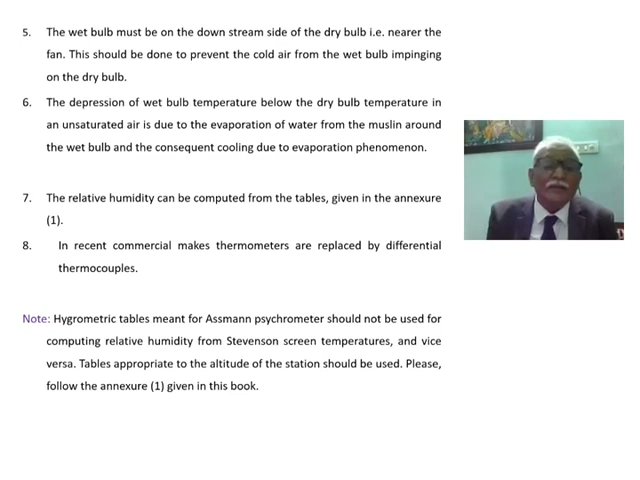 5. The wet bulb must be on the down stream side of the dry bulb i.e. nearer the
fan. This should be done to prevent the cold air from the wet bulb impinging
on the dry bulb.
6. The depression of wet bulb temperature below the dry bulb temperature in
an unsaturated air is due to the evaporation of water from the muslin around
the wet bulb and the consequent cooling due to evaporation phenomenon.
7. The relative humidity can be computed from the tables, given in the annexure
(1).
8. In recent commercial makes thermometers are replaced by differential
thermocouples.
Note: Hygrometric tables meant for Assmann psychrometer should not be used for
computing relative humidity from Stevenson screen temperatures, and vice
versa. Tables appropriate to the altitude of the station should be used. Please,
follow the annexure (1) given in this book.